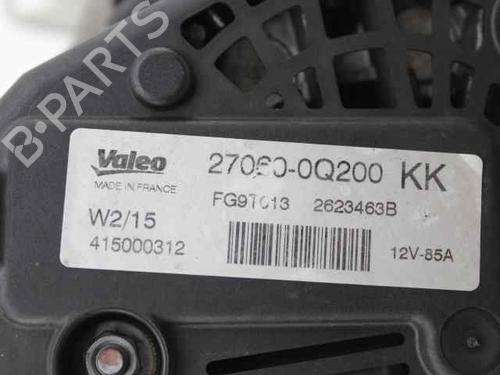 B-PARTS
Valeo
27060-0Q200 KK
MADE IN FRANCE
FG97013 2623463B
W2/15
415000312
12V-85A